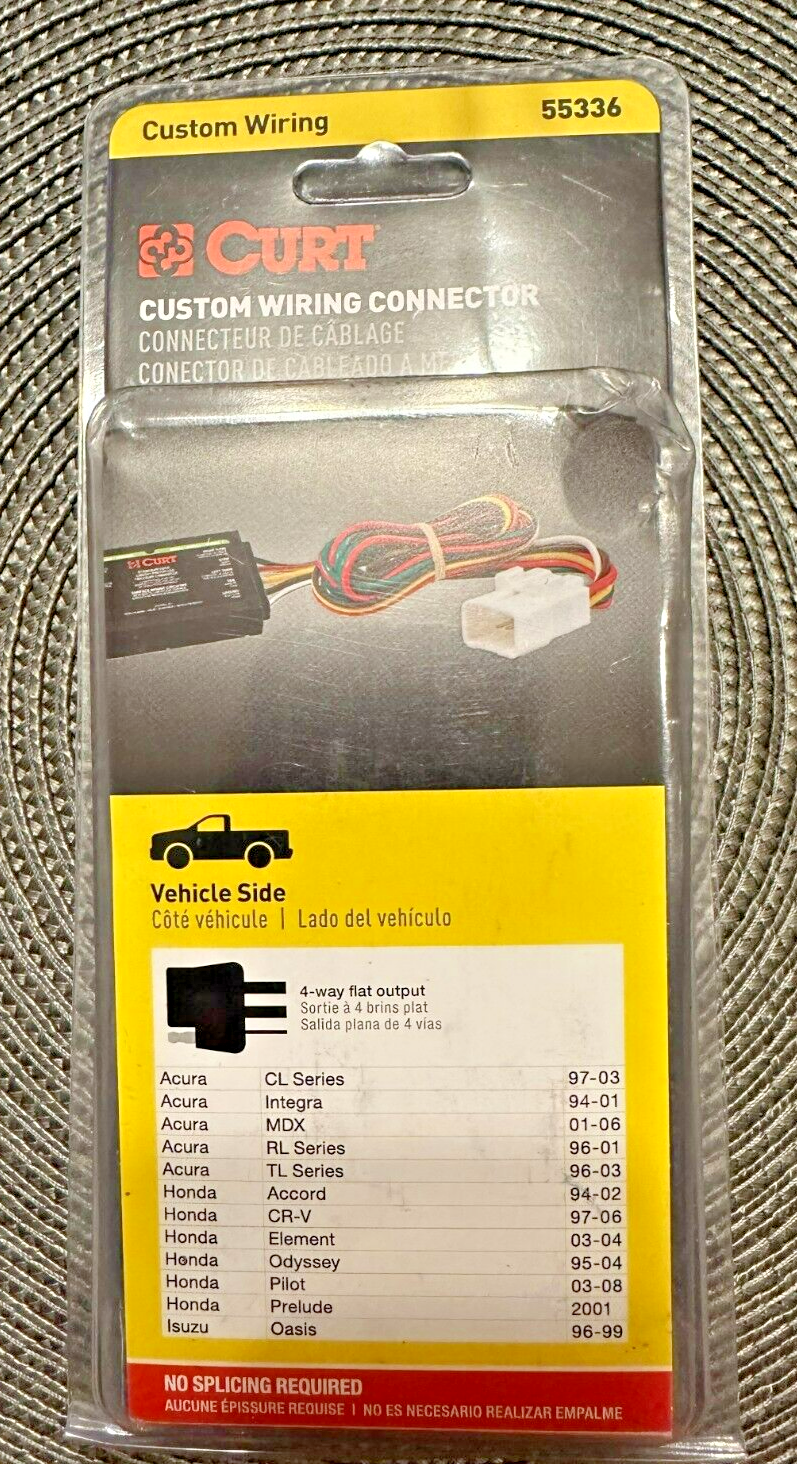 Custom Wiring 55336
CURT
CUSTOM WIRING CONNECTOR
CONNECTEUR DE CÂBLAGE
CONECTOR DE CABLEADO A
CURT
Vehicle Side
Côté véhicule | Lado del vehículo
4-way flat output
Sortie à 4 brins plat
Salida plana de 4 vías
Acura CL Series 97-03
Acura Integra 94-01
Acura MDX 01-06
Acura RL Series 96-01
Acura TL Series 96-03
Honda Accord 94-02
Honda CR-V 97-06
Honda Element 03-04
Honda Odyssey 95-04
Honda Pilot 03-08
Honda Prelude 2001
Isuzu Oasis 96-99
NO SPLICING REQUIRED
AUCUNE ÉPISSURE REQUISE | NO ES NECESARIO REALIZAR EMPALME